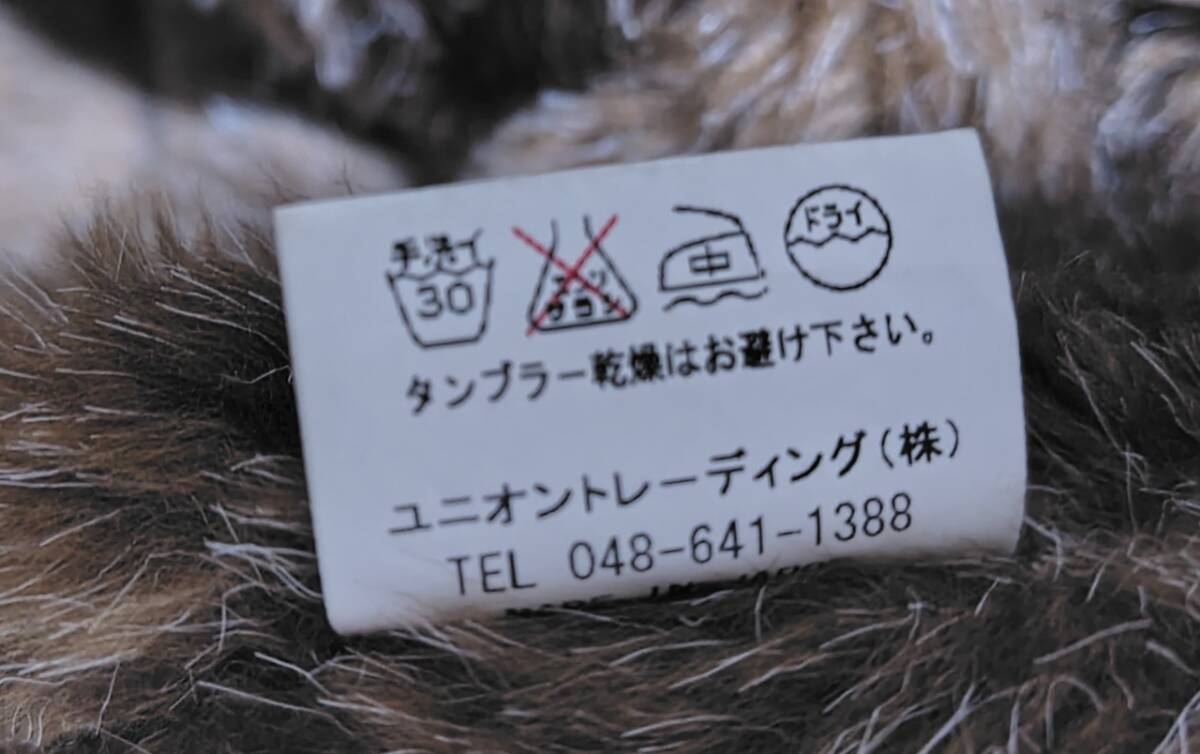 手洗イ
30
エンソ
サラシ
中
ドライ
タンブラー乾燥はお避け下さい。
ユニオントレーディング(株)
TEL 048-641-1388